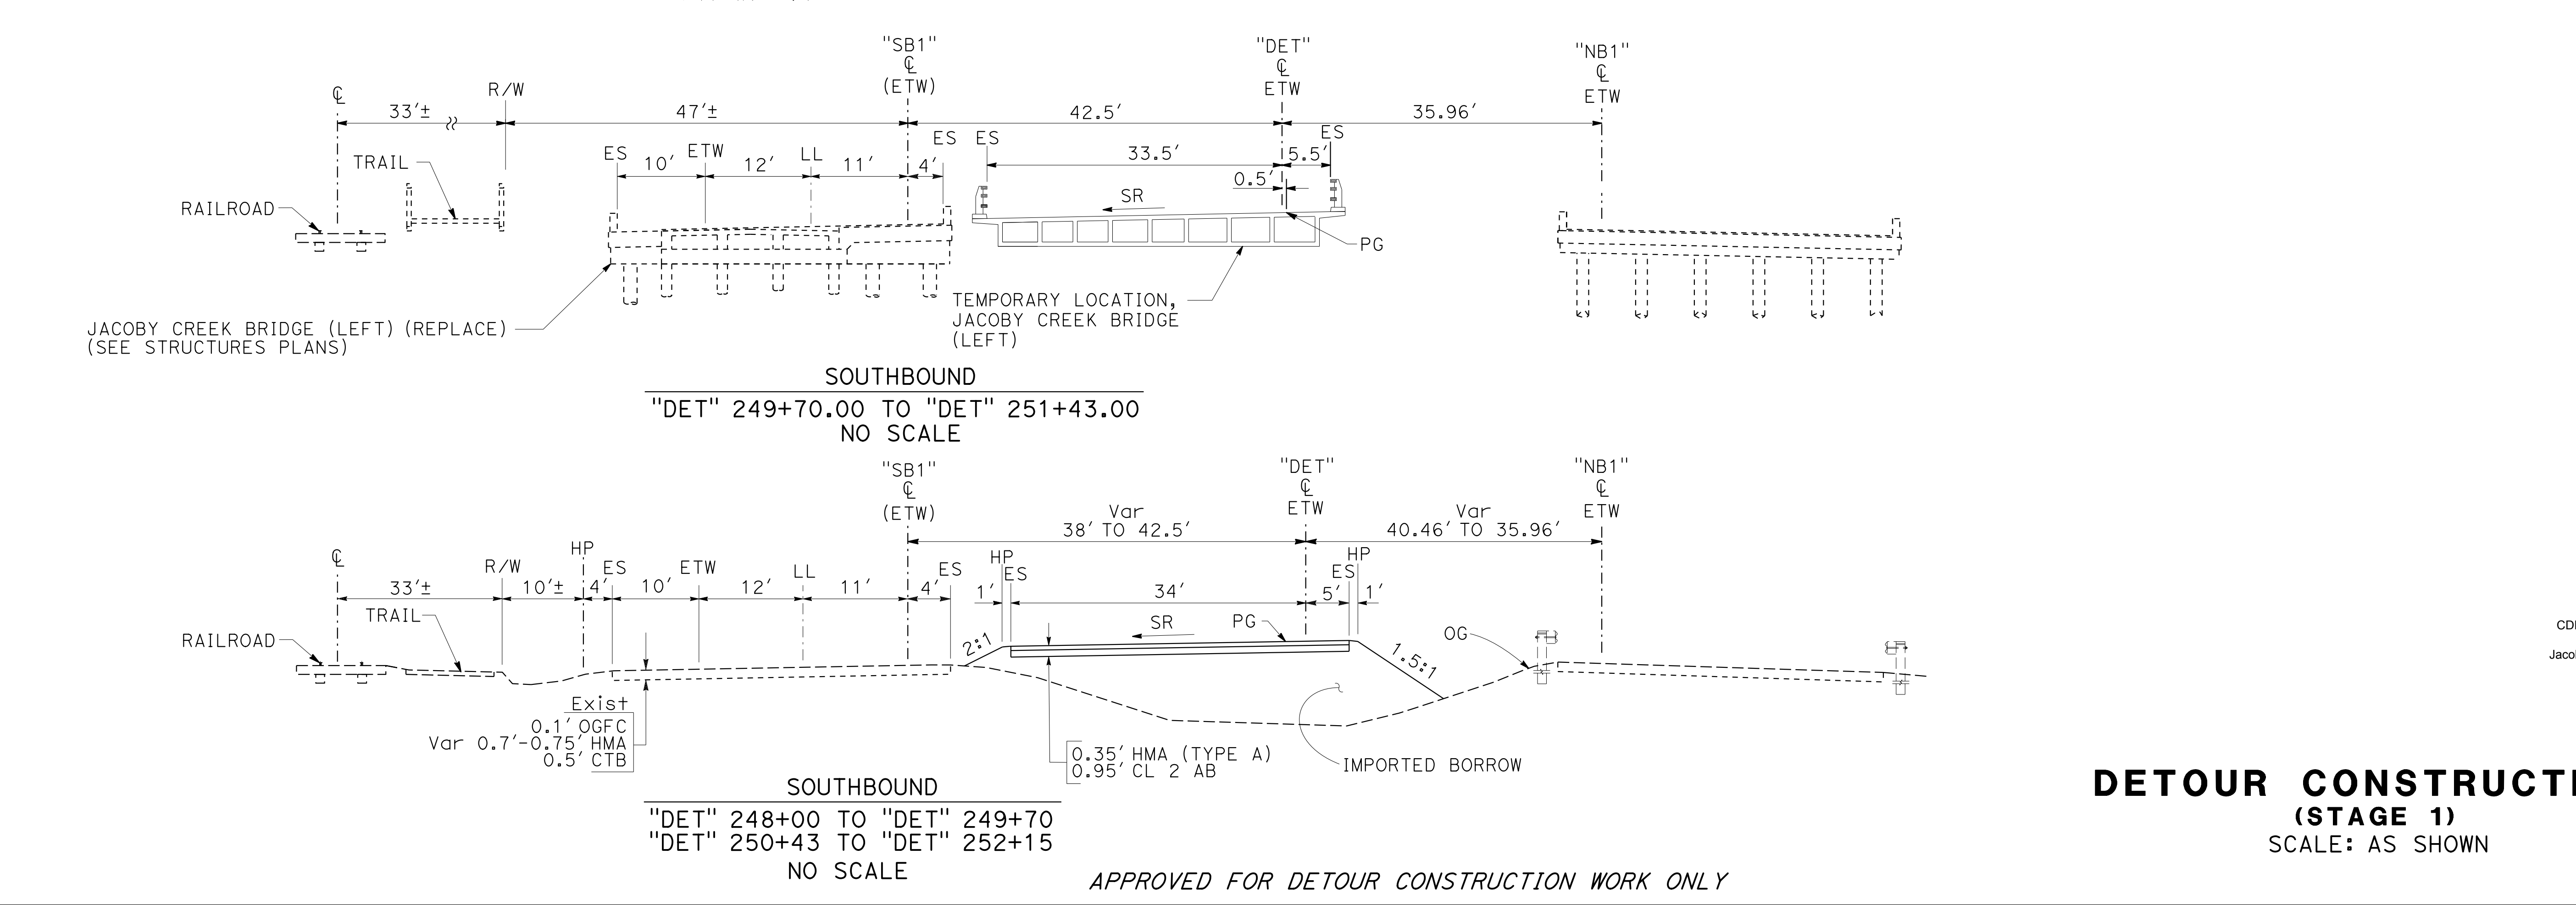 "SB1"
℄
(ETW)
"DET"
℄
ETW
"NB1"
℄
ETW
℄
R/W
33'±
47'±
42.5'
35.96'
ES
ETW
LL
ES
ES
ES
10'
12'
11'
4'
33.5'
5.5'
0.5'
TRAIL
SR
RAILROAD
PG
TEMPORARY LOCATION,
JACOBY CREEK BRIDGE
(LEFT)
JACOBY CREEK BRIDGE (LEFT) (REPLACE)
(SEE STRUCTURES PLANS)
SOUTHBOUND
"DET" 249+70.00 TO "DET" 251+43.00
NO SCALE
"SB1"
℄
(ETW)
"DET"
℄
ETW
"NB1"
℄
ETW
Var
38' TO 42.5'
Var
40.46' TO 35.96'
℄
R/W
HP
ES
ETW
LL
ES
HP
ES
HP
ES
33'±
10'±
4'
10'
12'
11'
4'
1'
34'
5'
1'
TRAIL
RAILROAD
2:1
SR
PG
1.5:1
OG
Exist
0.1' OGFC
Var 0.7'-0.75' HMA
0.5' CTB
0.35' HMA (TYPE A)
0.95' CL 2 AB
IMPORTED BORROW
SOUTHBOUND
"DET" 248+00 TO "DET" 249+70
"DET" 250+43 TO "DET" 252+15
NO SCALE
APPROVED FOR DETOUR CONSTRUCTION WORK ONLY
DETOUR CONSTRUCTI
(STAGE 1)
SCALE: AS SHOWN